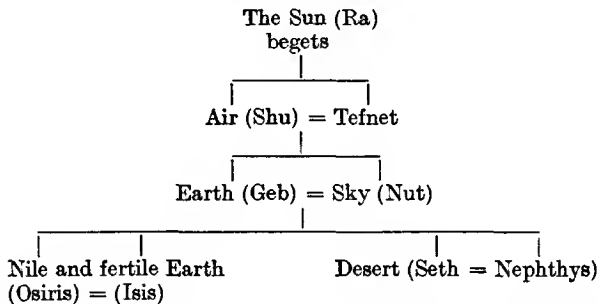 The Sun (Ra)
begets
Air (Shu) = Tefnet
Earth (Geb) = Sky (Nut)
Nile and fertile Earth Desert (Seth = Nephthys)
(Osiris) = (Isis)